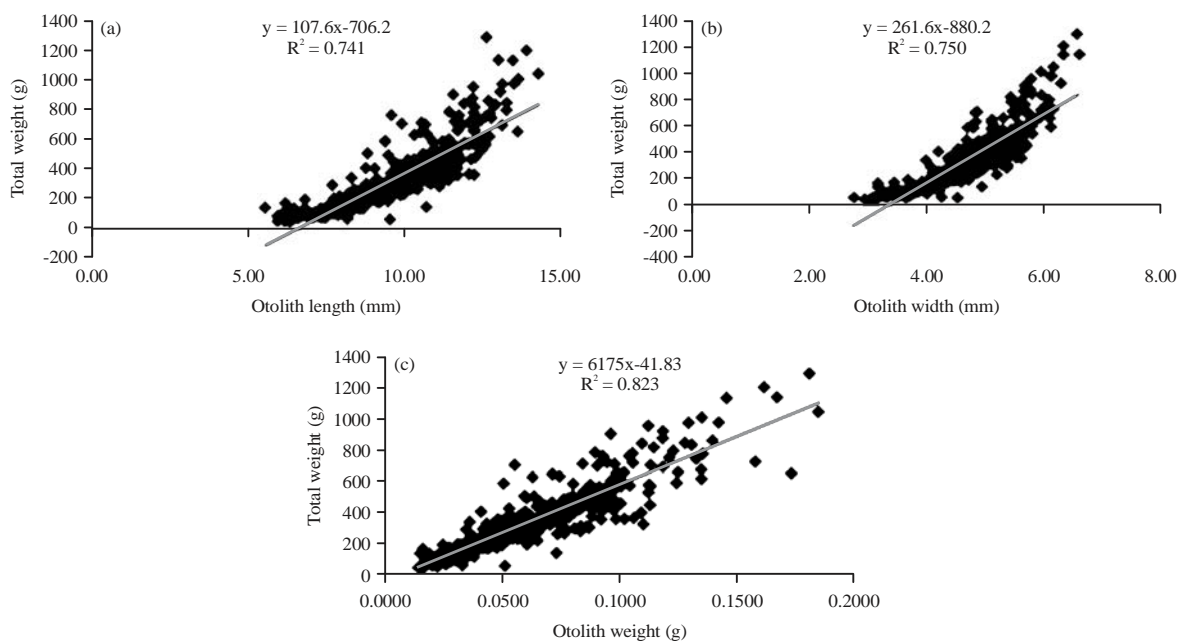 (a)
y = 107.6x-706.2
R² = 0.741
1400
1200
1000
800
600
400
200
0
-200
Total weight (g)
0.00 5.00 10.00 15.00
Otolith length (mm)
(b)
y = 261.6x-880.2
R² = 0.750
1400
1200
1000
800
600
400
200
0
-200
-400
Total weight (g)
0.00 2.00 4.00 6.00 8.00
Otolith width (mm)
(c)
y = 6175x-41.83
R² = 0.823
1400
1200
1000
800
600
400
200
0
Total weight (g)
0.0000 0.0500 0.1000 0.1500 0.2000
Otolith weight (g)